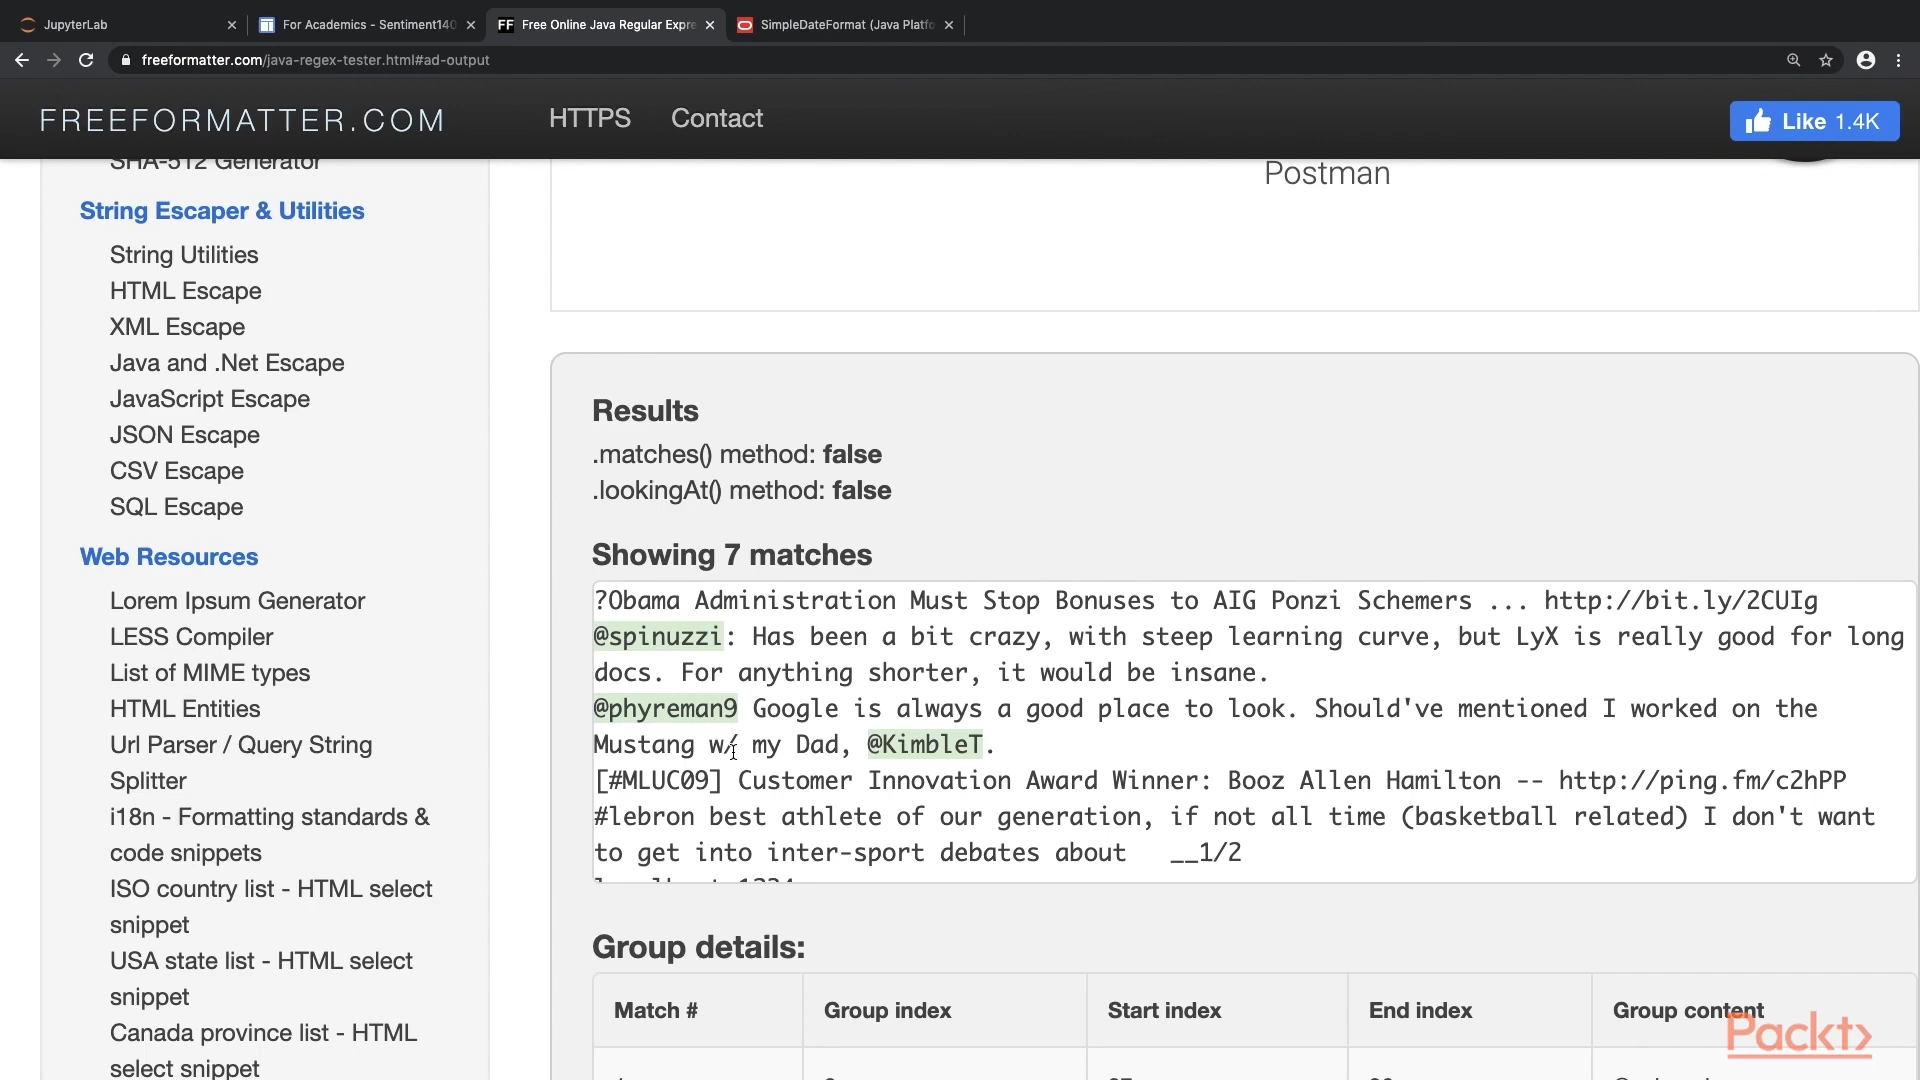 JupyterLab
For Academics - Sentiment140
FF Free Online Java Regular Expre
SimpleDateFormat (Java Platfo
freeformatter.com/java-regex-tester.html#ad-output
FREEFORMATTER.COM
HTTPS
Contact
Like 1.4K
SHA-512 Generator
String Escaper & Utilities
String Utilities
HTML Escape
XML Escape
Java and .Net Escape
JavaScript Escape
JSON Escape
CSV Escape
SQL Escape
Web Resources
Lorem Ipsum Generator
LESS Compiler
List of MIME types
HTML Entities
Url Parser / Query String
Splitter
i18n - Formatting standards &
code snippets
ISO country list - HTML select
snippet
USA state list - HTML select
snippet
Canada province list - HTML
select snippet
Postman
Results
.matches() method: false
.lookingAt() method: false
Showing 7 matches
?Obama Administration Must Stop Bonuses to AIG Ponzi Schemers ... http://bit.ly/2CUIg
@spinuzzi: Has been a bit crazy, with steep learning curve, but LyX is really good for long
docs. For anything shorter, it would be insane.
@phyreman9 Google is always a good place to look. Should've mentioned I worked on the
Mustang w/ my Dad, @KimbleT.
[#MLUC09] Customer Innovation Award Winner: Booz Allen Hamilton -- http://ping.fm/c2hPP
#lebron best athlete of our generation, if not all time (basketball related) I don't want
to get into inter-sport debates about   __1/2
Group details:
Match #
Group index
Start index
End index
Group content
Packt>